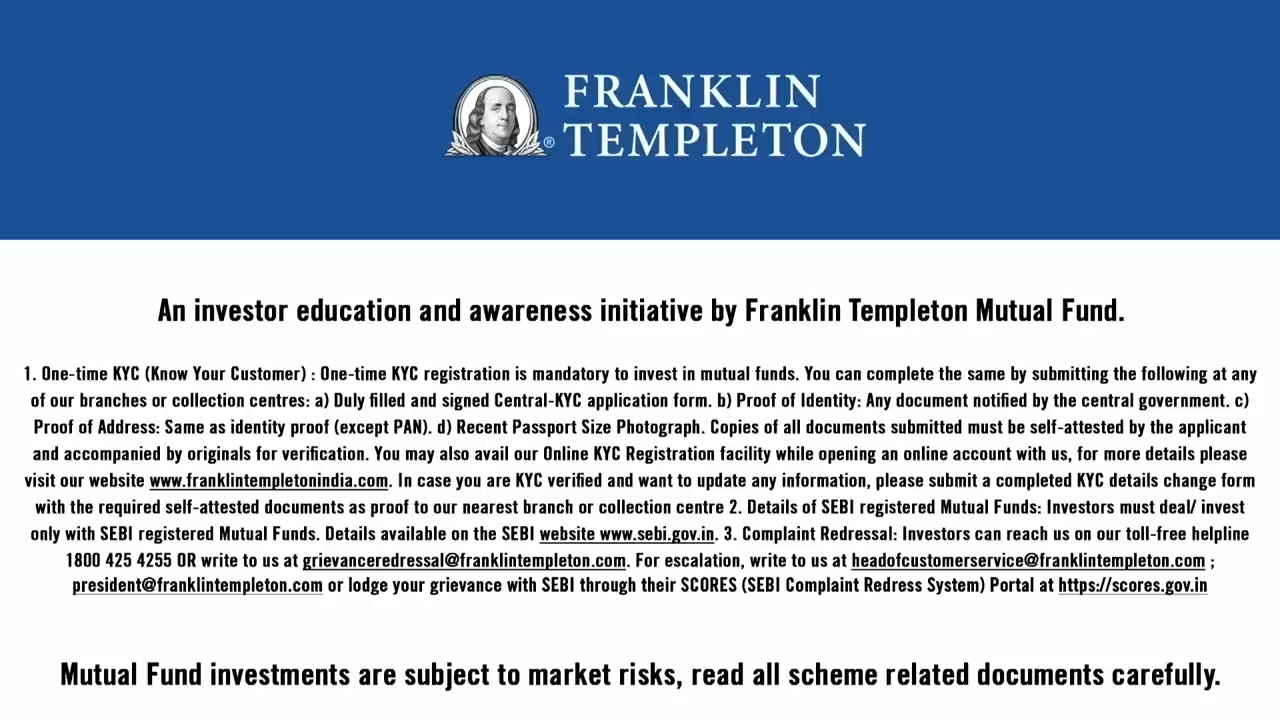 FRANKLIN
TEMPLETON
®
An investor education and awareness initiative by Franklin Templeton Mutual Fund.
1. One-time KYC (Know Your Customer) : One-time KYC registration is mandatory to invest in mutual funds. You can complete the same by submitting the following at any
of our branches or collection centres: a) Duly filled and signed Central-KYC application form. b) Proof of Identity: Any document notified by the central government. c)
Proof of Address: Same as identity proof (except PAN). d) Recent Passport Size Photograph. Copies of all documents submitted must be self-attested by the applicant
and accompanied by originals for verification. You may also avail our Online KYC Registration facility while opening an online account with us, for more details please
visit our website www.franklintempletonindia.com. In case you are KYC verified and want to update any information, please submit a completed KYC details change form
with the required self-attested documents as proof to our nearest branch or collection centre 2. Details of SEBI registered Mutual Funds: Investors must deal/ invest
only with SEBI registered Mutual Funds. Details available on the SEBI website www.sebi.gov.in. 3. Complaint Redressal: Investors can reach us on our toll-free helpline
1800 425 4255 OR write to us at grievanceredressal@franklintempleton.com. For escalation, write to us at headofcustomerservice@franklintempleton.com ;
president@franklintempleton.com or lodge your grievance with SEBI through their SCORES (SEBI Complaint Redress System) Portal at https://scores.gov.in
Mutual Fund investments are subject to market risks, read all scheme related documents carefully.